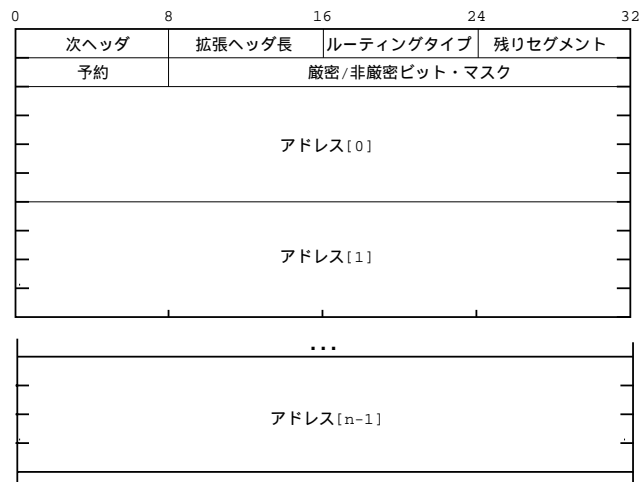 0 8 16 24 32
次ヘッダ 拡張ヘッダ長 ルーティングタイプ 残りセグメント
予約 厳密/非厳密ビット・マスク
アドレス[0]
アドレス[1]
...
アドレス[n-1]